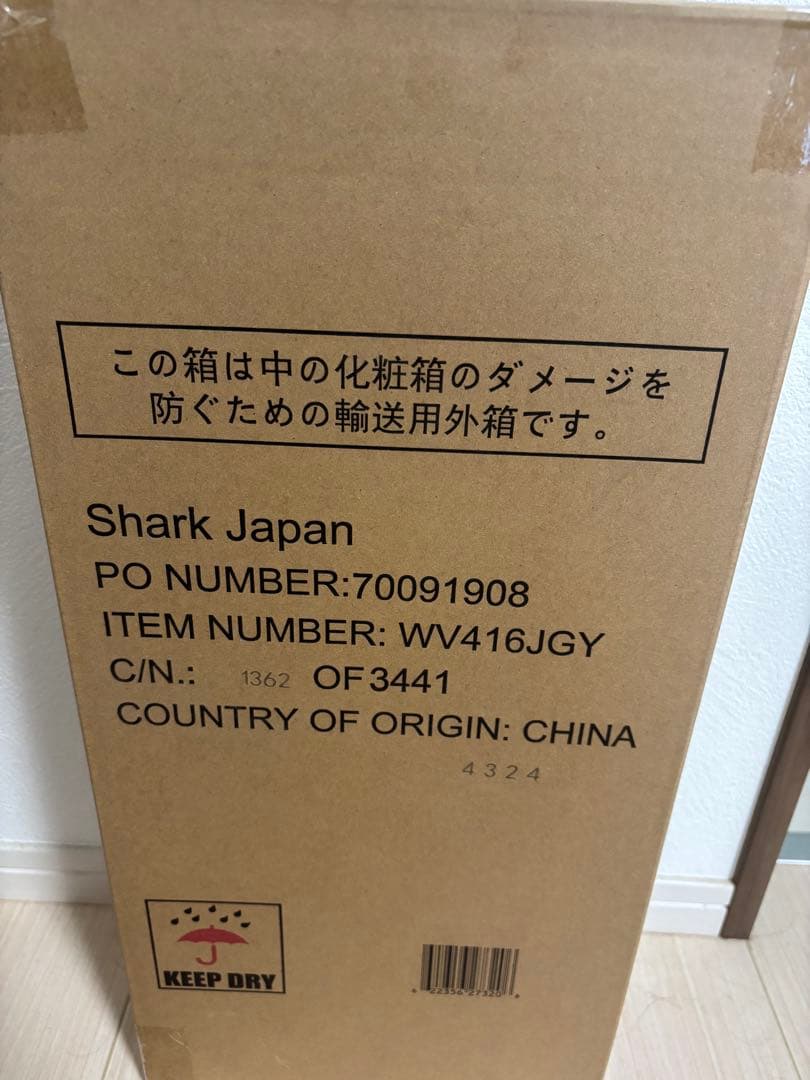 この箱は中の化粧箱のダメージを
防ぐための輸送用外箱です。
Shark Japan
PO NUMBER:70091908
ITEM NUMBER: WV416JGY
C/N.: 1362 OF 3441
COUNTRY OF ORIGIN: CHINA
4324
KEEP DRY
22356 27320